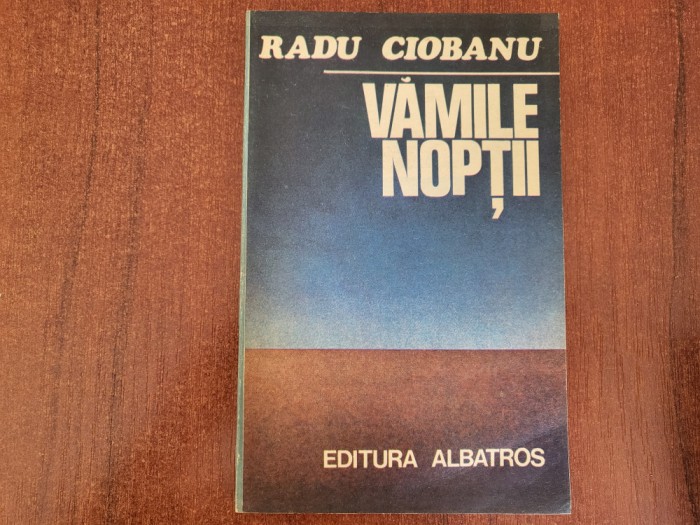 RADU CIOBANU
VĂMILE
NOPȚII
EDITURA ALBATROS